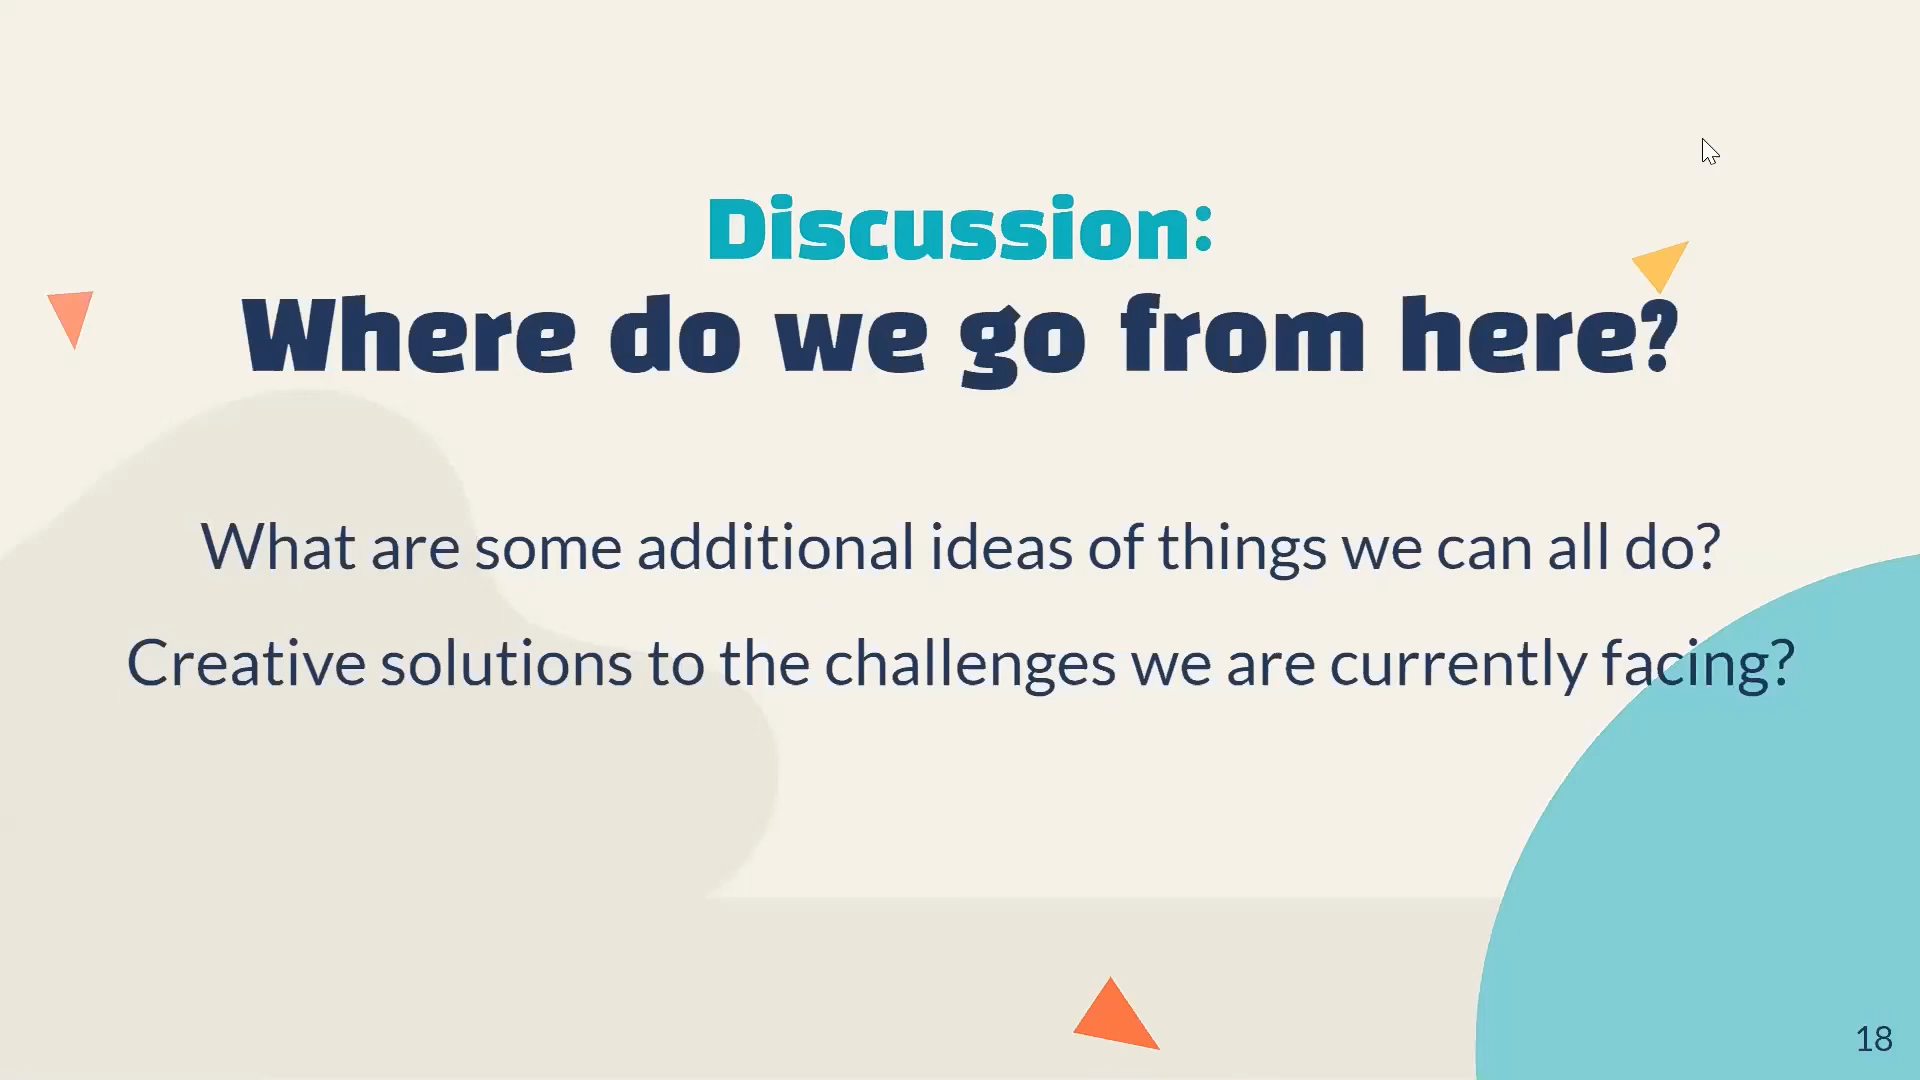 Discussion:
Where do we go from here?
What are some additional ideas of things we can all do?
Creative solutions to the challenges we are currently facing?
18